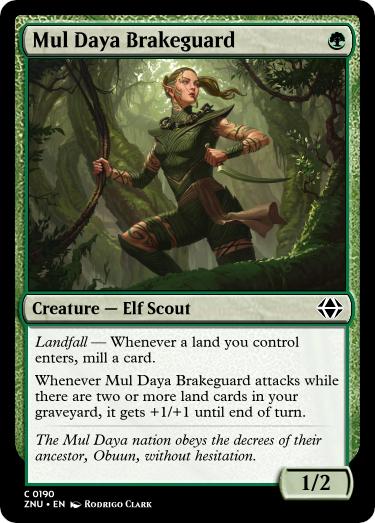 Mul Daya Brakeguard
Creature — Elf Scout
Landfall — Whenever a land you control
enters, mill a card.
Whenever Mul Daya Brakeguard attacks while
there are two or more land cards in your
graveyard, it gets +1/+1 until end of turn.
The Mul Daya nation obeys the decrees of their
ancestor, Obuun, without hesitation.
1/2
C 0190
ZNU • EN Rodrigo Clark